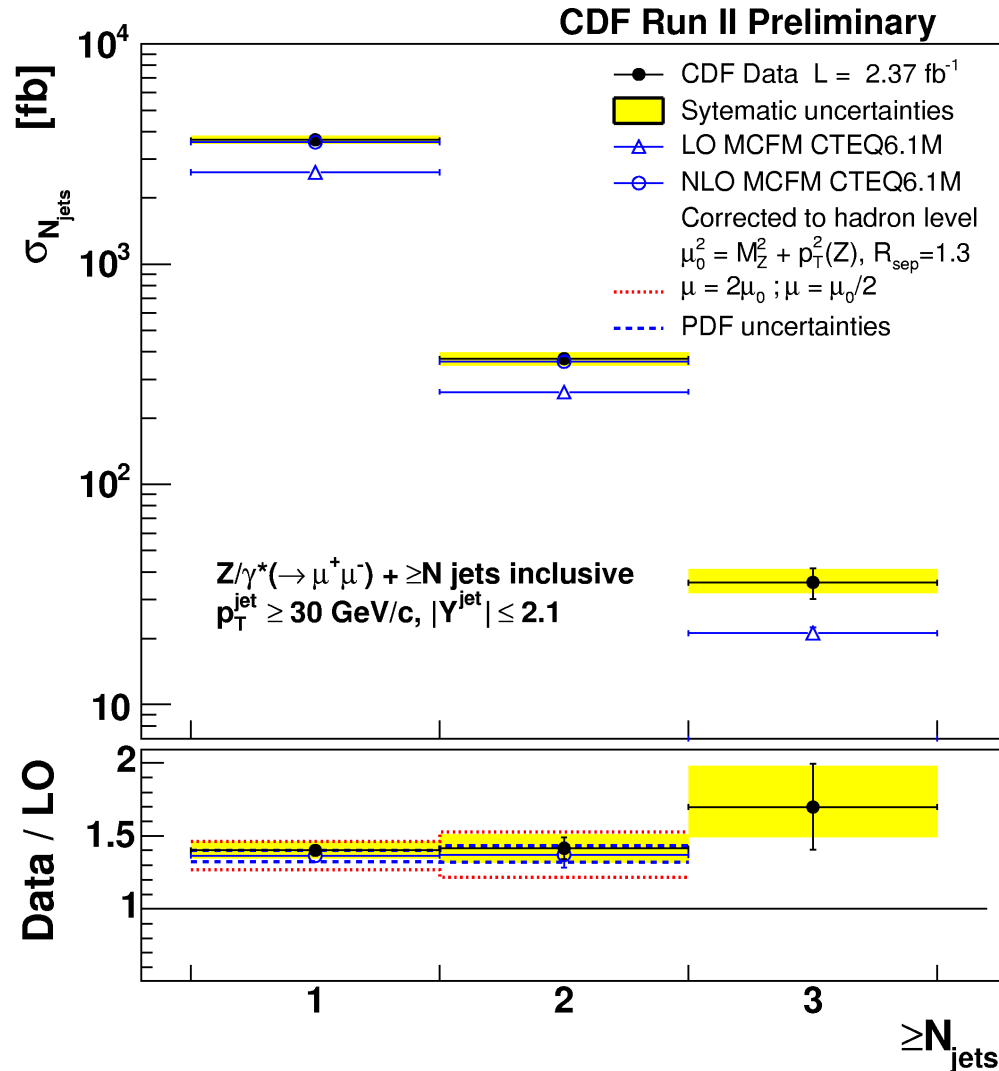 CDF Run II Preliminary
σ_N_jets [fb]
10^4
10^3
10^2
10
CDF Data L = 2.37 fb^-1
Sytematic uncertainties
LO MCFM CTEQ6.1M
NLO MCFM CTEQ6.1M
Corrected to hadron level
μ_0^2 = M_Z^2 + p_T^2(Z), R_sep=1.3
μ = 2μ_0 ; μ = μ_0/2
PDF uncertainties
Z/γ*(→ μ^+μ^-) + ≥N jets inclusive
p_T^jet ≥ 30 GeV/c, |Y^jet| ≤ 2.1
Data / LO
2
1.5
1
1 2 3
≥N_jets